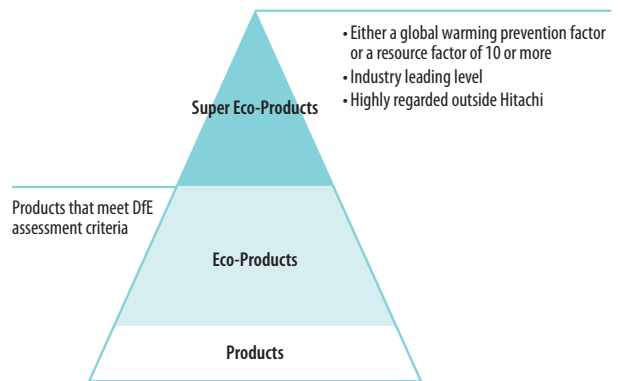 • Either a global warming prevention factor
or a resource factor of 10 or more
• Industry leading level
• Highly regarded outside Hitachi
Super Eco-Products
Products that meet DfE
assessment criteria
Eco-Products
Products